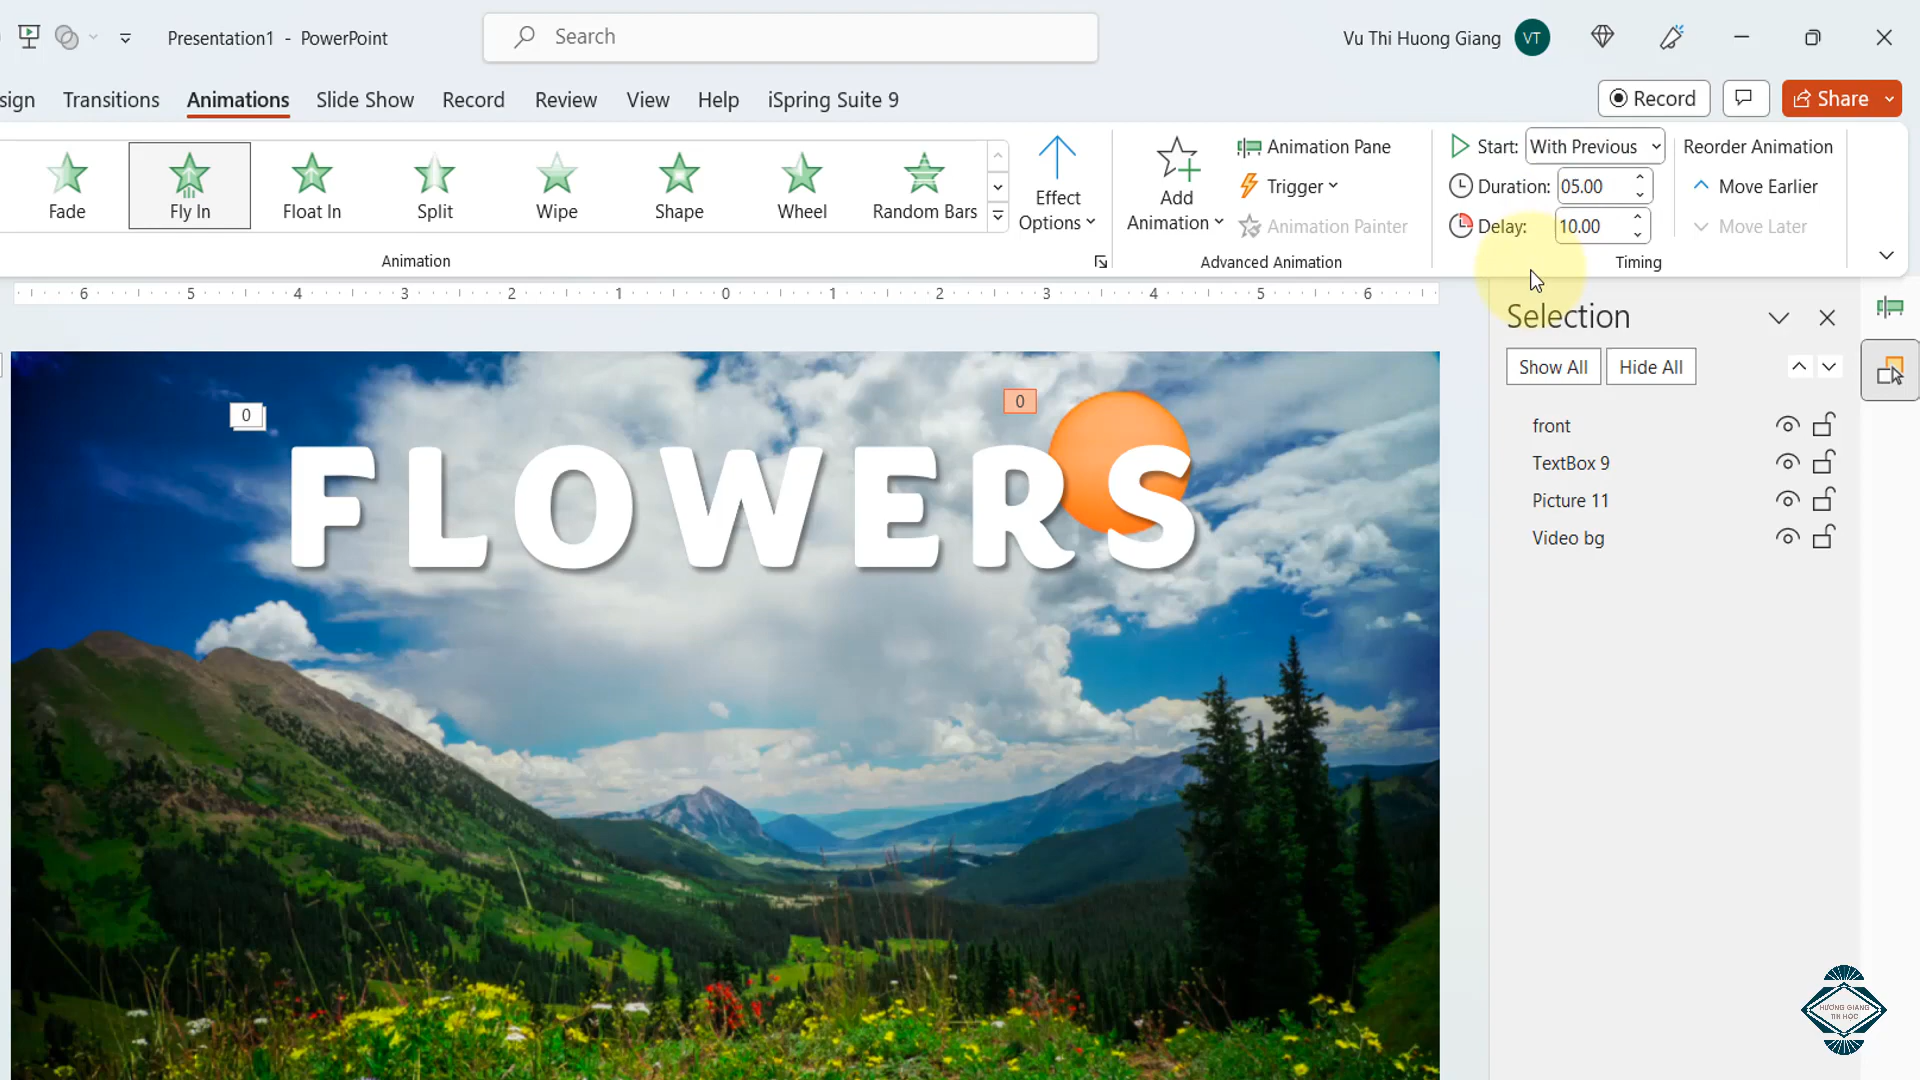 Presentation1 - PowerPoint
Search
Vu Thi Huong Giang
VT
sign
Transitions
Animations
Slide Show
Record
Review
View
Help
iSpring Suite 9
Record
Share
Fade
Fly In
Float In
Split
Wipe
Shape
Wheel
Random Bars
Effect
Options
Add
Animation
Animation Pane
Trigger
Animation Painter
Start:
With Previous
Duration:
05.00
Delay:
10.00
Reorder Animation
Move Earlier
Move Later
Animation
Advanced Animation
Timing
6 5 4 3 2 1 0 1 2 3 4 5 6
Selection
Show All
Hide All
front
TextBox 9
Picture 11
Video bg
0
0
FLOWERS
HƯƠNG GIANG
TIN HỌC